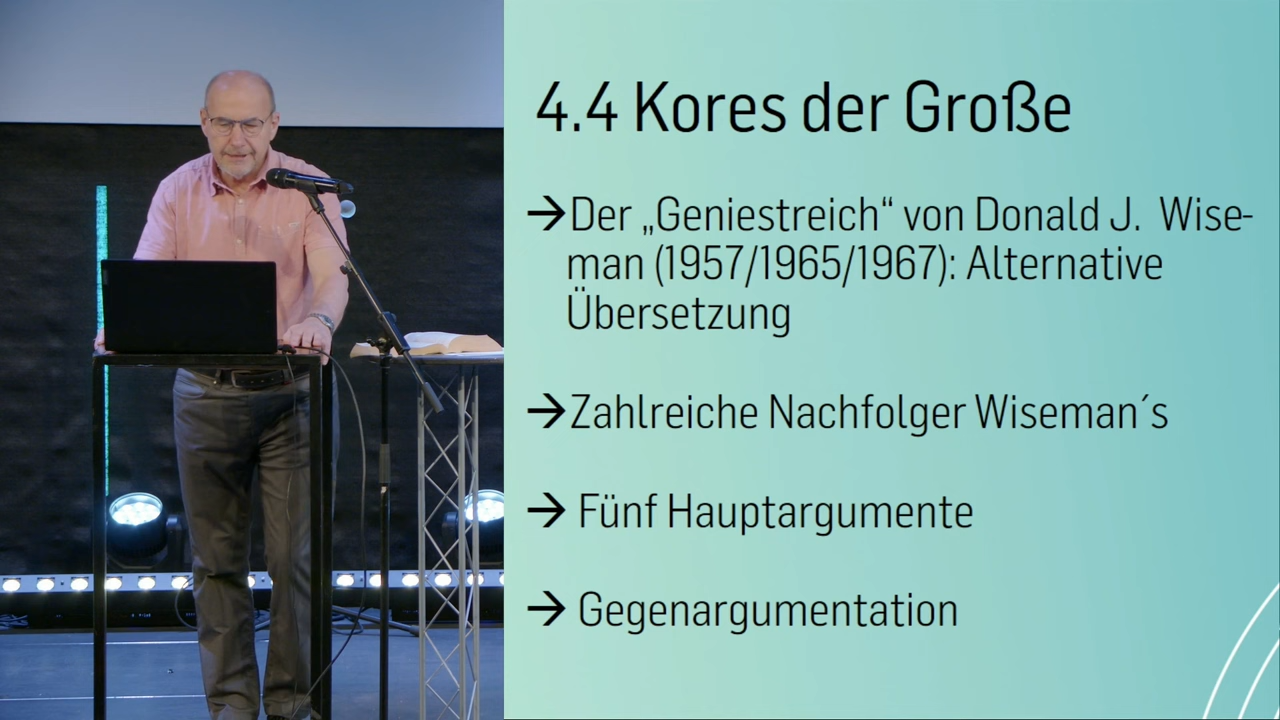 4.4 Kores der Große
→Der „Geniestreich“ von Donald J. Wise-
man (1957/1965/1967): Alternative
Übersetzung
→Zahlreiche Nachfolger Wiseman´s
→ Fünf Hauptargumente
→ Gegenargumentation